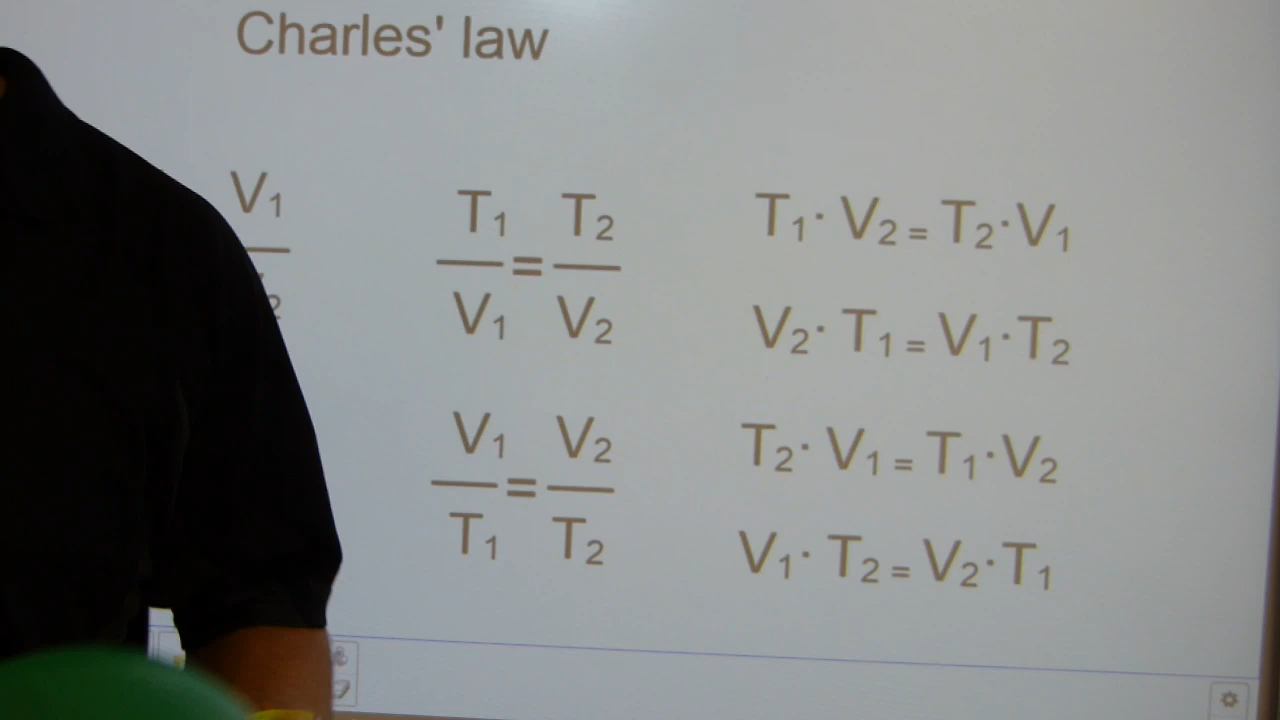 Charles' law
V₁
T₁/V₁ = T₂/V₂
V₁/T₁ = V₂/T₂
T₁· V₂ = T₂·V₁
V₂· T₁ = V₁·T₂
T₂· V₁ = T₁·V₂
V₁· T₂ = V₂·T₁